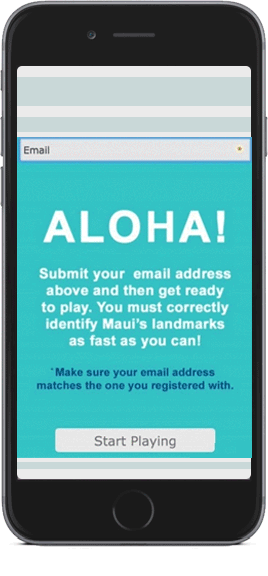 Email *
ALOHA!
Submit your email address
above and then get ready
to play. You must correctly
identify Maui's landmarks
as fast as you can!
*Make sure your email address
matches the one you registered with.
Start Playing